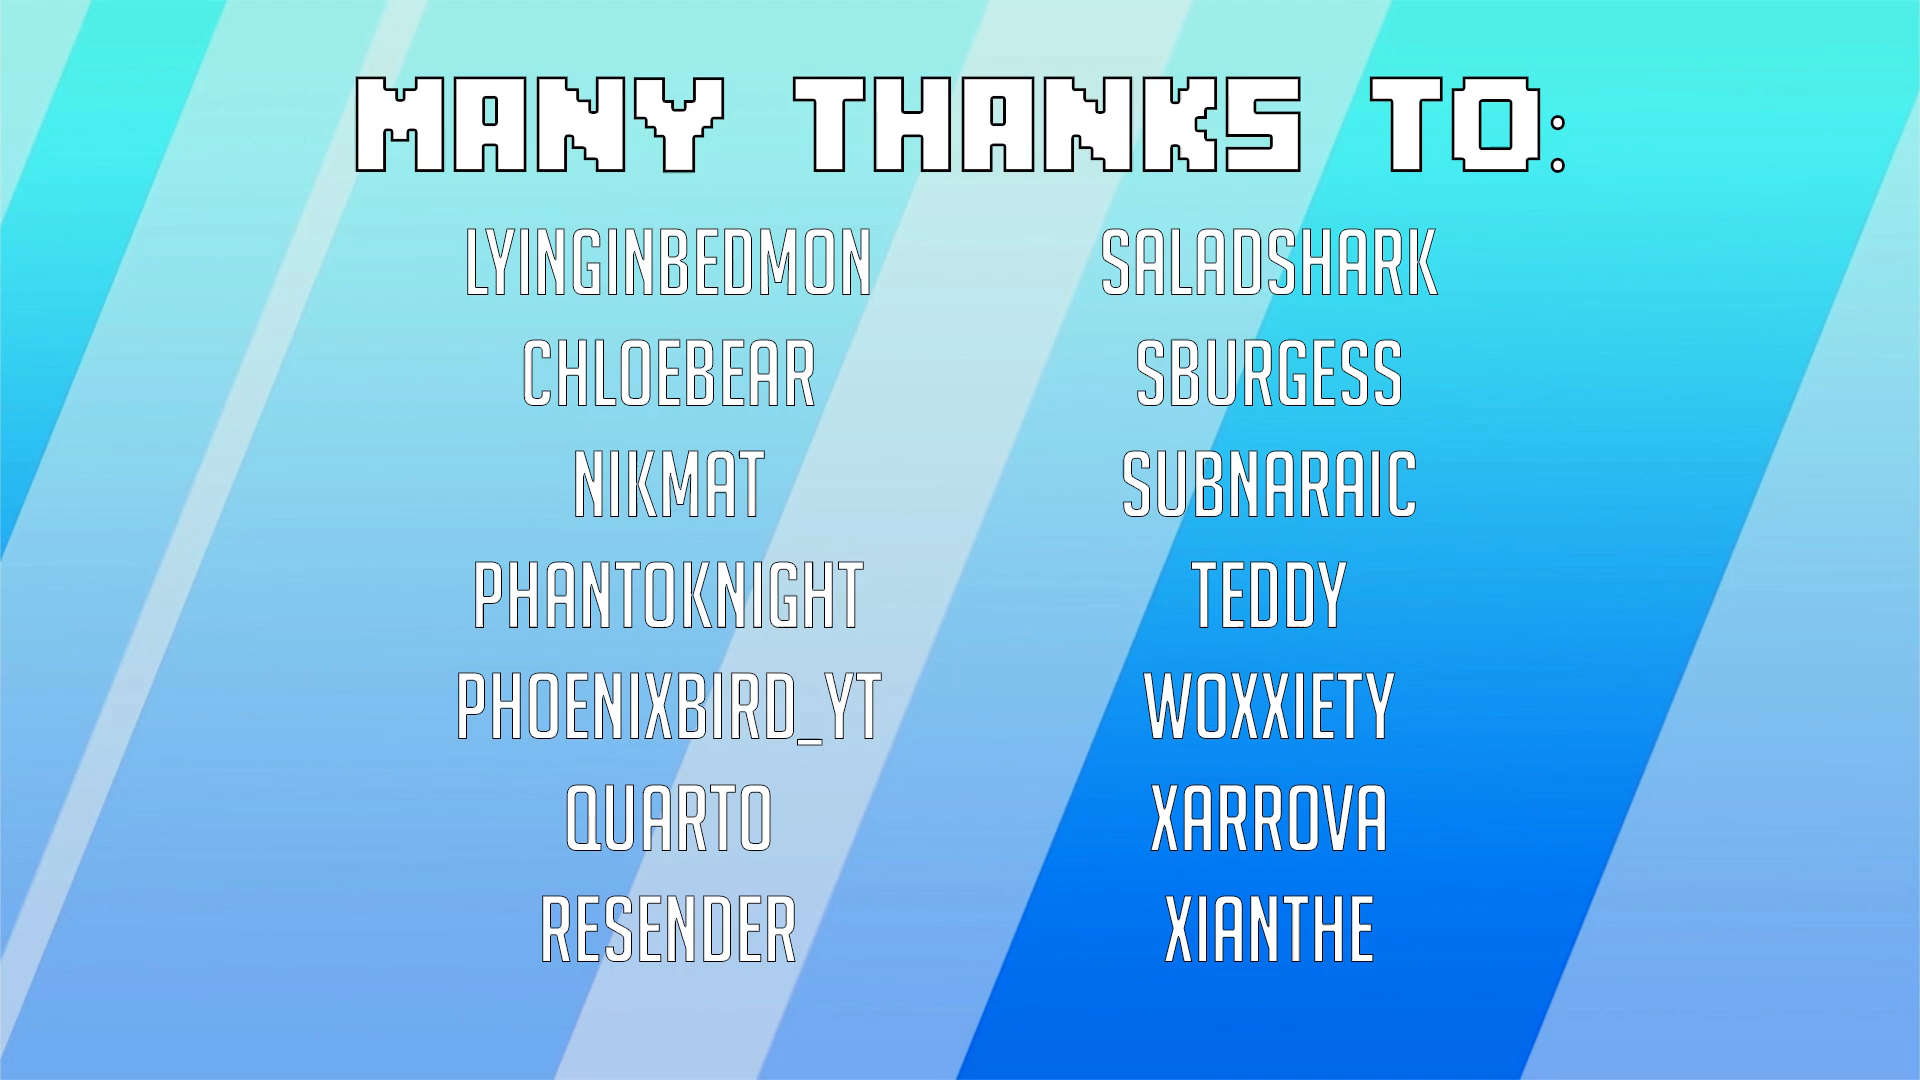 MANY THANKS TO:
LYINGINBEDMON
CHLOEBEAR
NIKMAT
PHANTOKNIGHT
PHOENIXBIRD_YT
QUARTO
RESENDER
SALADSHARK
SBURGESS
SUBNARAIC
TEDDY
WOXXIETY
XARROVA
XIANTHE